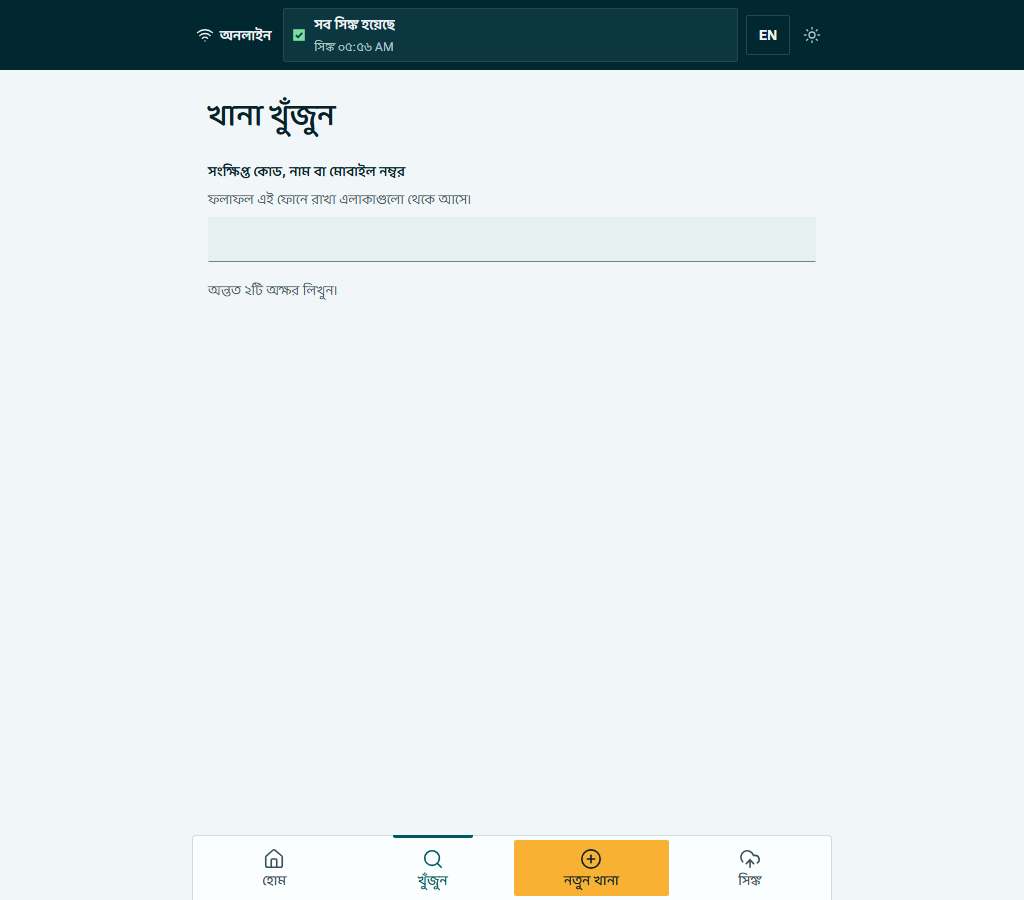 অনলাইন
সব সিঙ্ক হয়েছে
সিঙ্ক ০৫:৫৬ AM
EN
খানা খুঁজুন
সংক্ষিপ্ত কোড, নাম বা মোবাইল নম্বর
ফলাফল এই ফোনে রাখা এলাকাগুলো থেকে আসে।
অন্তত ২টি অক্ষর লিখুন।
হোম
খুঁজুন
নতুন খানা
সিঙ্ক